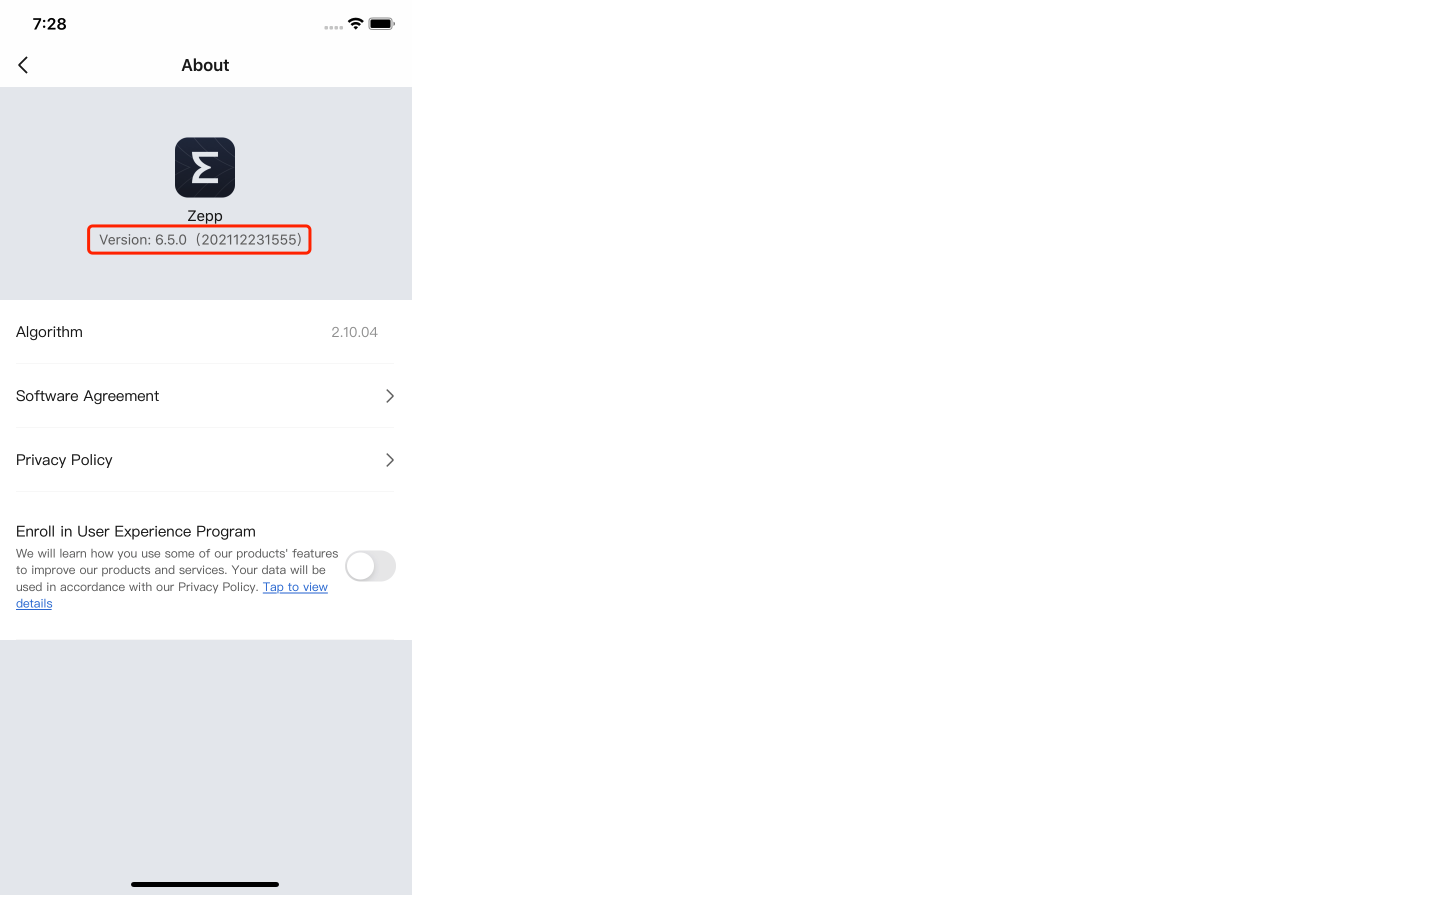 7:28
About
Zepp
Version: 6.5.0（202112231555）
Algorithm 2.10.04
Software Agreement
Privacy Policy
Enroll in User Experience Program
We will learn how you use some of our products' features
to improve our products and services. Your data will be
used in accordance with our Privacy Policy. Tap to view
details